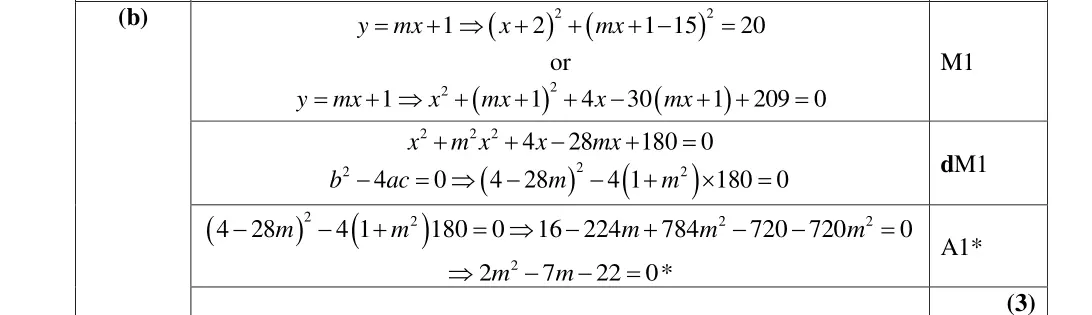 (b)
y = mx + 1 ⇒ (x + 2)² + (mx + 1 − 15)² = 20
or
y = mx + 1 ⇒ x² + (mx + 1)² + 4x − 30(mx + 1) + 209 = 0
M1
x² + m²x² + 4x − 28mx + 180 = 0
b² − 4ac = 0 ⇒ (4 − 28m)² − 4(1 + m²) × 180 = 0
dM1
(4 − 28m)² − 4(1 + m²)180 = 0 ⇒ 16 − 224m + 784m² − 720 − 720m² = 0
⇒ 2m² − 7m − 22 = 0*
A1*
(3)